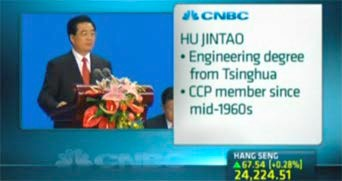 CNBC
HU JINTAO
• Engineering degree
from Tsinghua
• CCP member since
mid-1960s
CNBC
HANG SENG
▲67.54 [+0.28%]
24,224.51